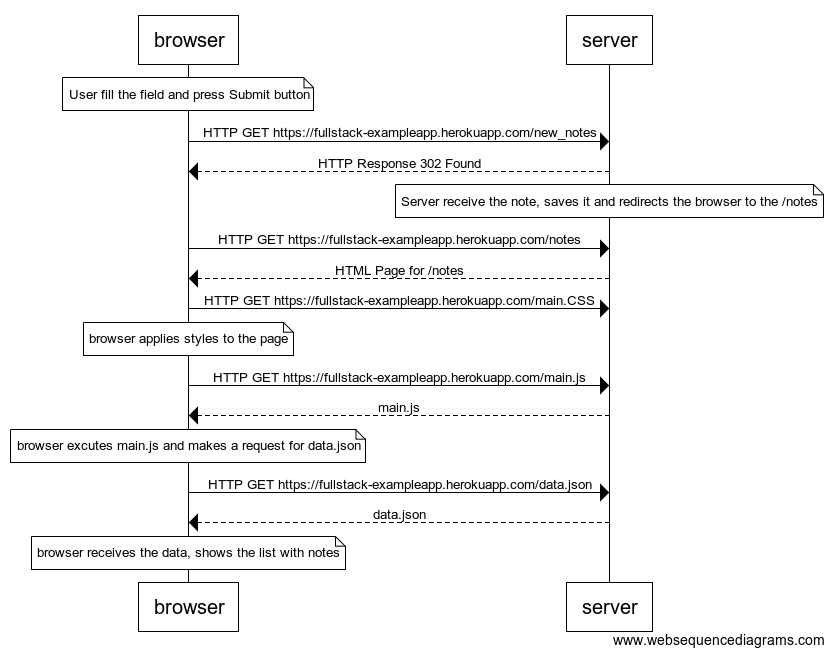 browser
server
User fill the field and press Submit button
HTTP GET https://fullstack-exampleapp.herokuapp.com/new_notes
HTTP Response 302 Found
Server receive the note, saves it and redirects the browser to the /notes
HTTP GET https://fullstack-exampleapp.herokuapp.com/notes
HTML Page for /notes
HTTP GET https://fullstack-exampleapp.herokuapp.com/main.CSS
browser applies styles to the page
HTTP GET https://fullstack-exampleapp.herokuapp.com/main.js
main.js
browser excutes main.js and makes a request for data.json
HTTP GET https://fullstack-exampleapp.herokuapp.com/data.json
data.json
browser receives the data, shows the list with notes
browser
server
www.websequencediagrams.com